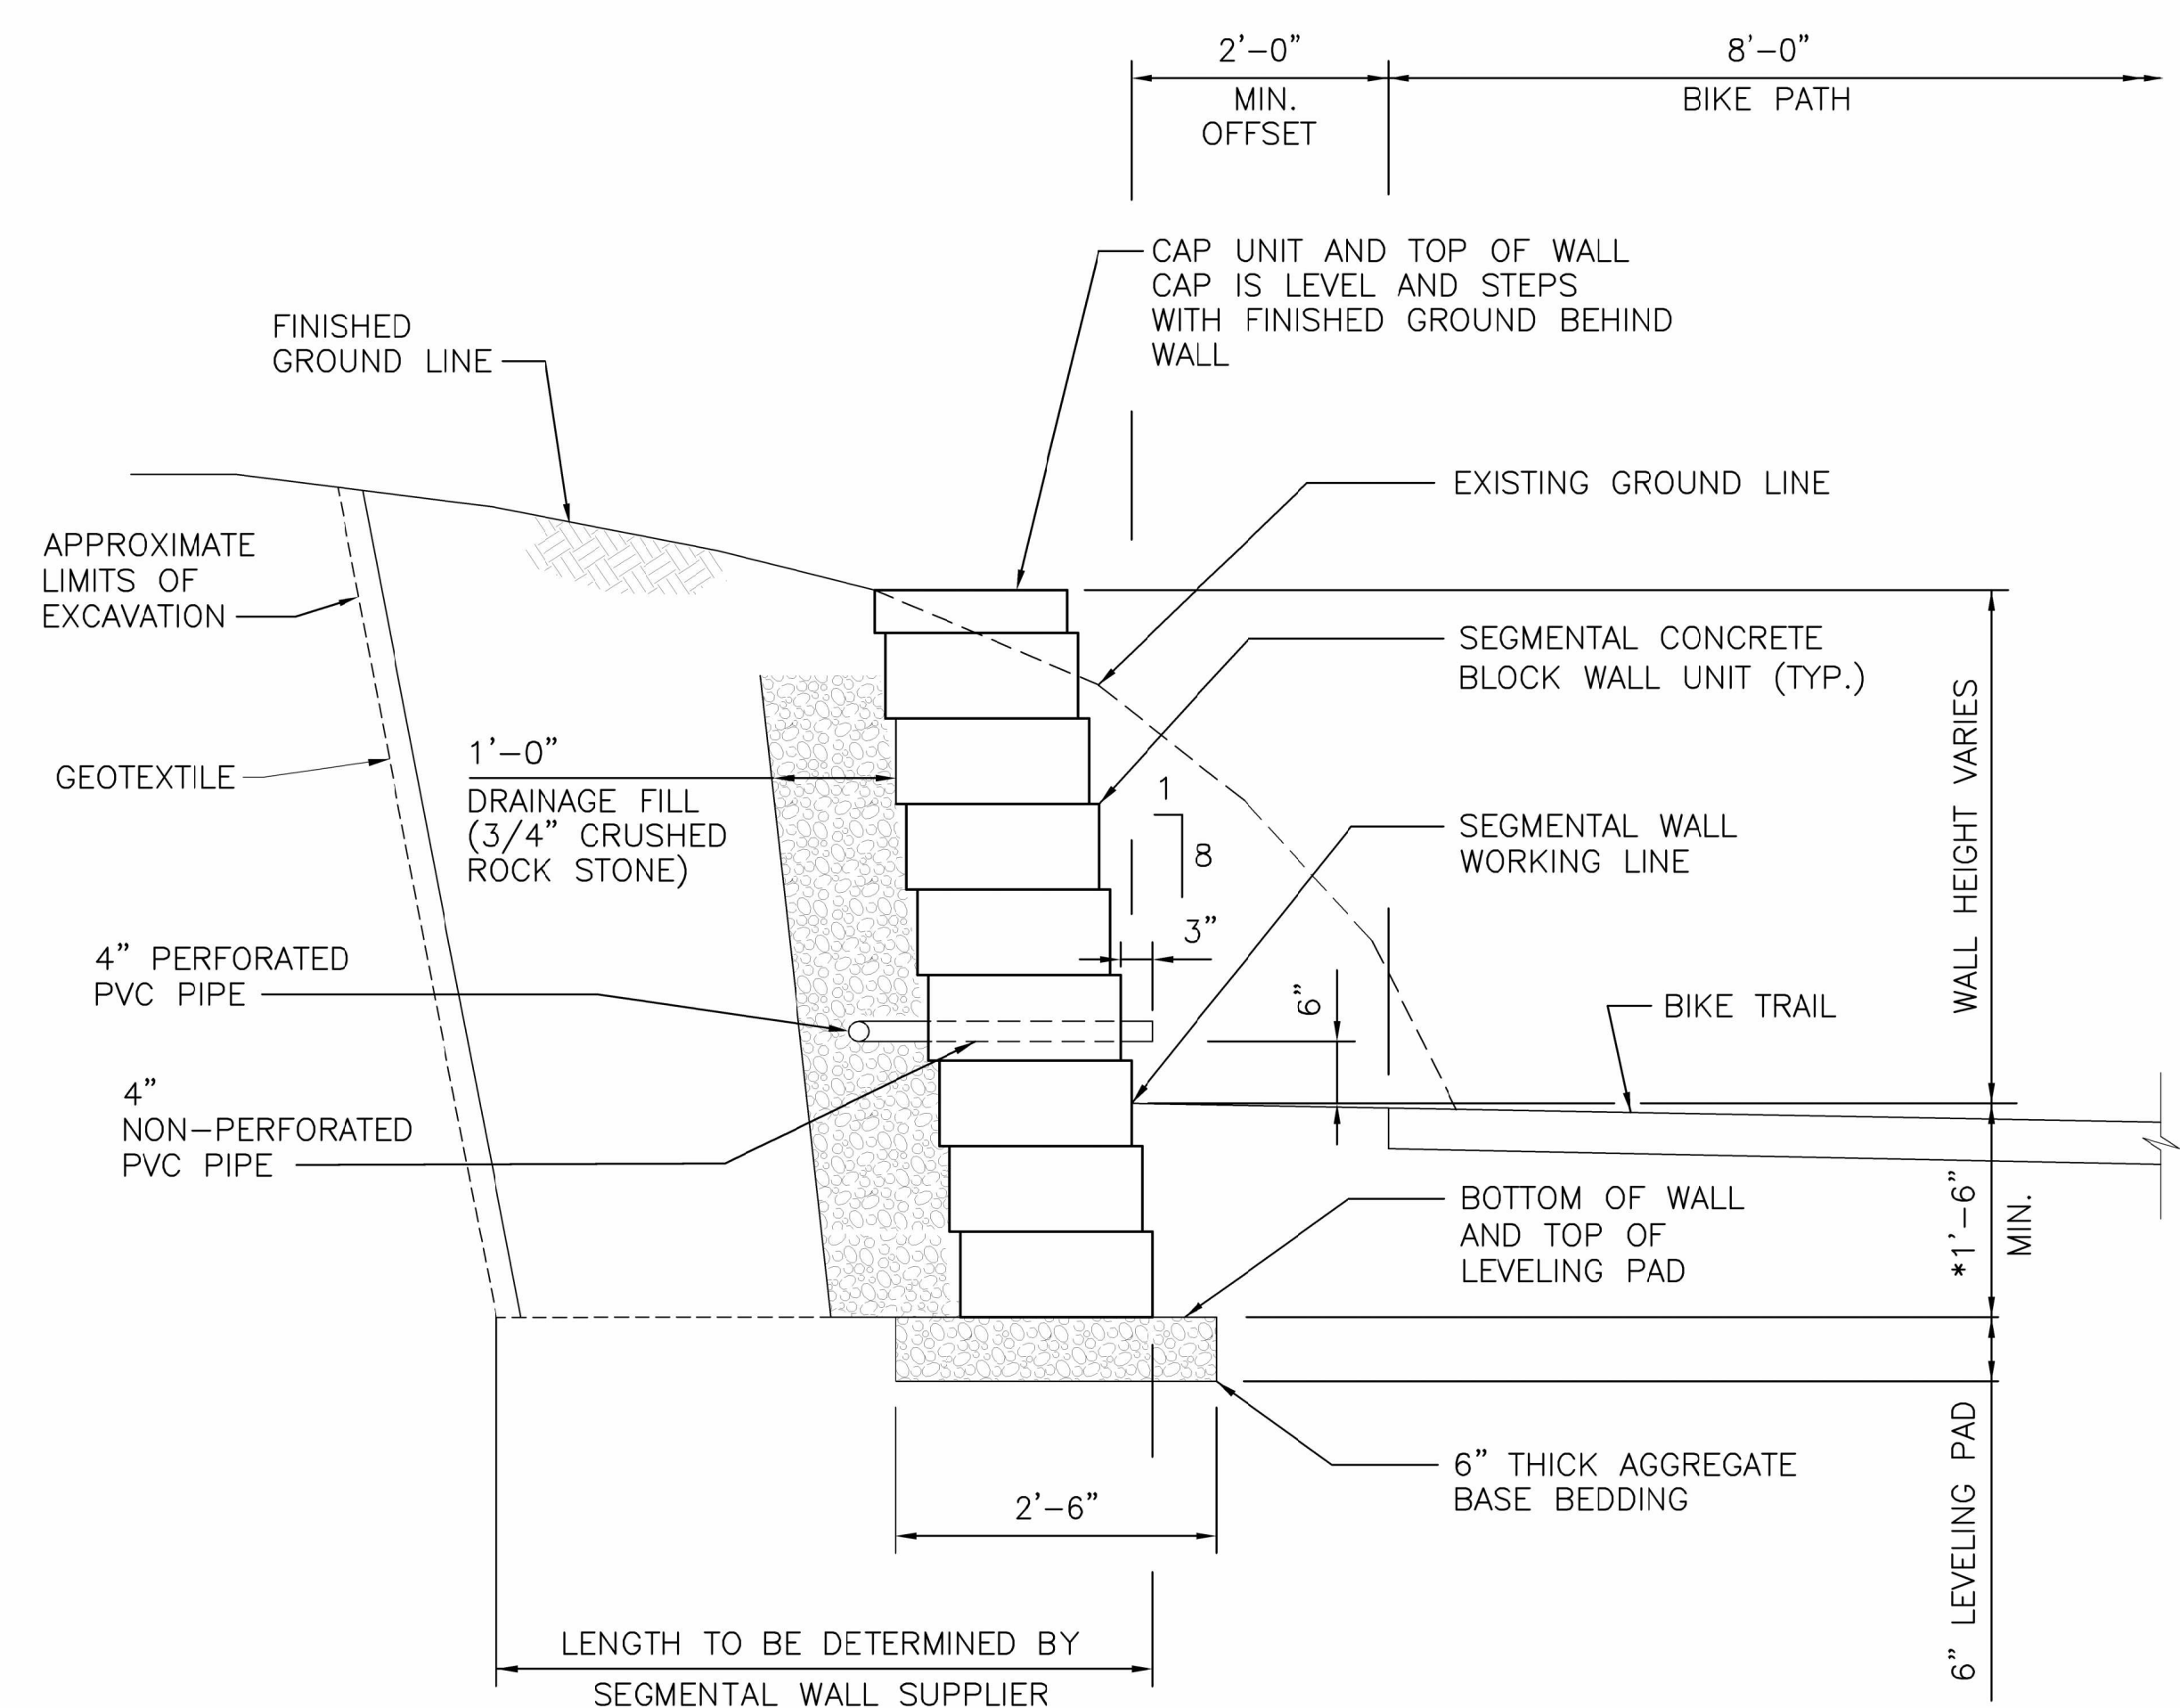 2'-0"
MIN.
OFFSET
8'-0"
BIKE PATH
CAP UNIT AND TOP OF WALL
CAP IS LEVEL AND STEPS
WITH FINISHED GROUND BEHIND
WALL
FINISHED
GROUND LINE
EXISTING GROUND LINE
APPROXIMATE
LIMITS OF
EXCAVATION
SEGMENTAL CONCRETE
BLOCK WALL UNIT (TYP.)
GEOTEXTILE
1'-0"
DRAINAGE FILL
(3/4" CRUSHED
ROCK STONE)
1
8
SEGMENTAL WALL
WORKING LINE
WALL HEIGHT VARIES
3"
4" PERFORATED
PVC PIPE
6"
BIKE TRAIL
4"
NON-PERFORATED
PVC PIPE
BOTTOM OF WALL
AND TOP OF
LEVELING PAD
*1'-6"
MIN.
6" THICK AGGREGATE
BASE BEDDING
2'-6"
6" LEVELING PAD
LENGTH TO BE DETERMINED BY
SEGMENTAL WALL SUPPLIER